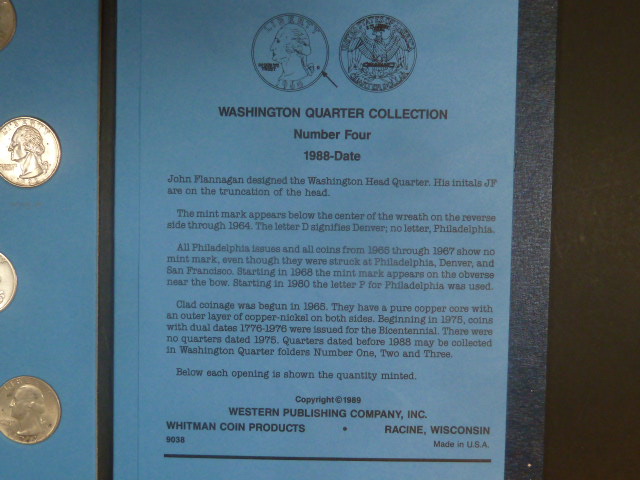 LIBERTY
WASHINGTON QUARTER COLLECTION
Number Four
1988-Date
John Flannagan designed the Washington Head Quarter. His initals JF
are on the truncation of the head.
The mint mark appears below the center of the wreath on the reverse
side through 1964. The letter D signifies Denver; no letter, Philadelphia.
All Philadelphia issues and all coins from 1965 through 1967 show no
mint mark, even though they were struck at Philadelphia, Denver, and
San Francisco. Starting in 1968 the mint mark appears on the obverse
near the bow. Starting in 1980 the letter P for Philadelphia was used.
Clad coinage was begun in 1965. They have a pure copper core with
an outer layer of copper-nickel on both sides. Beginning in 1975, coins
with dual dates 1776-1976 were issued for the Bicentennial. There were
no quarters dated 1975. Quarters dated before 1988 may be collected
in Washington Quarter folders Number One, Two and Three.
Below each opening is shown the quantity minted.
Copyright © 1989
WESTERN PUBLISHING COMPANY, INC.
WHITMAN COIN PRODUCTS • RACINE, WISCONSIN
9038 Made in U.S.A.